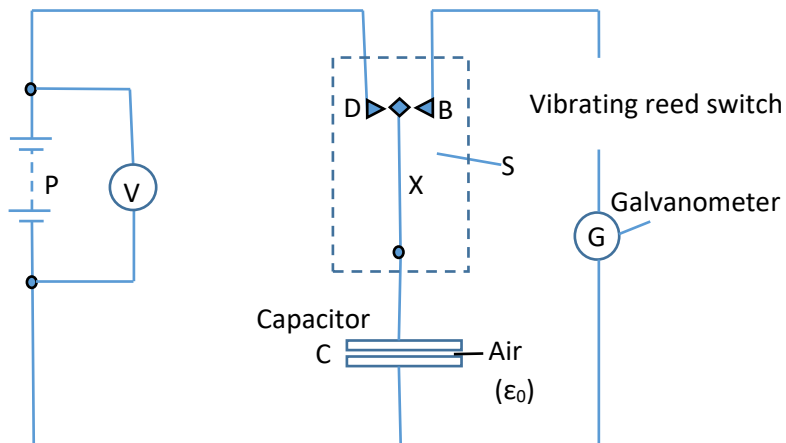 D
B
Vibrating reed switch
P
V
X
S
Galvanometer
G
Capacitor
C
Air
(ε₀)